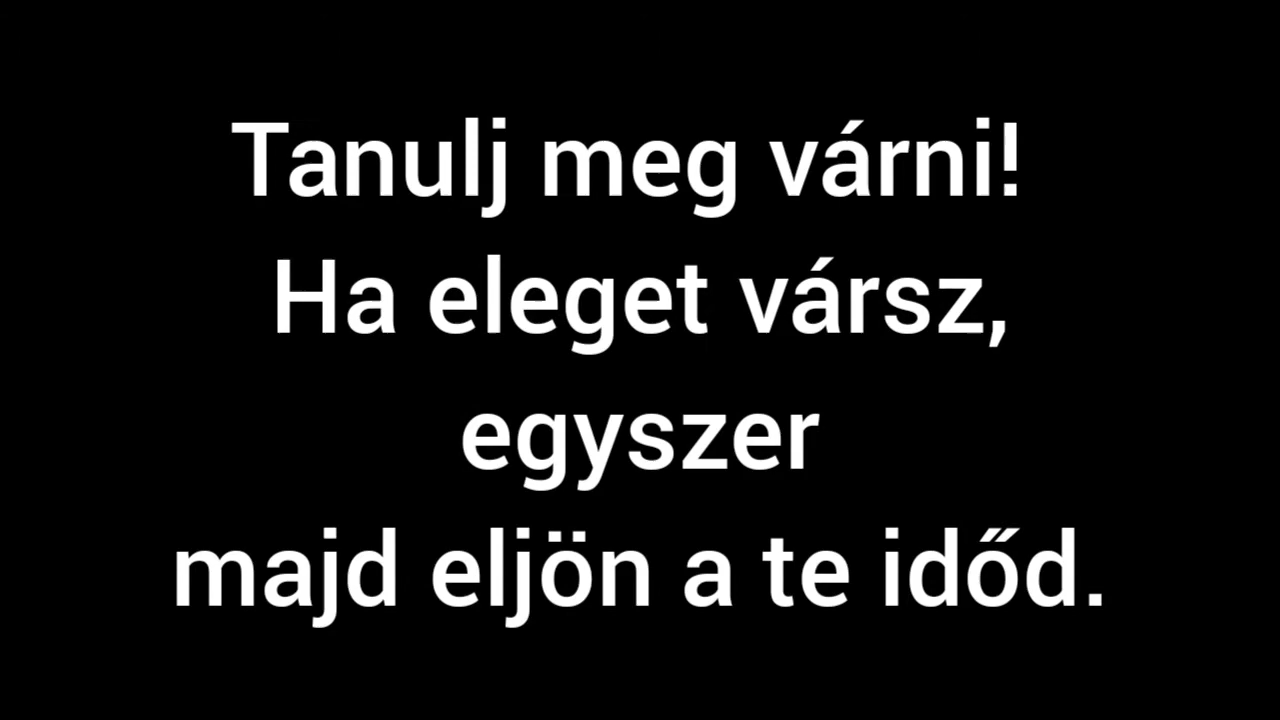 Tanulj meg várni!
Ha eleget vársz,
egyszer
majd eljön a te időd.